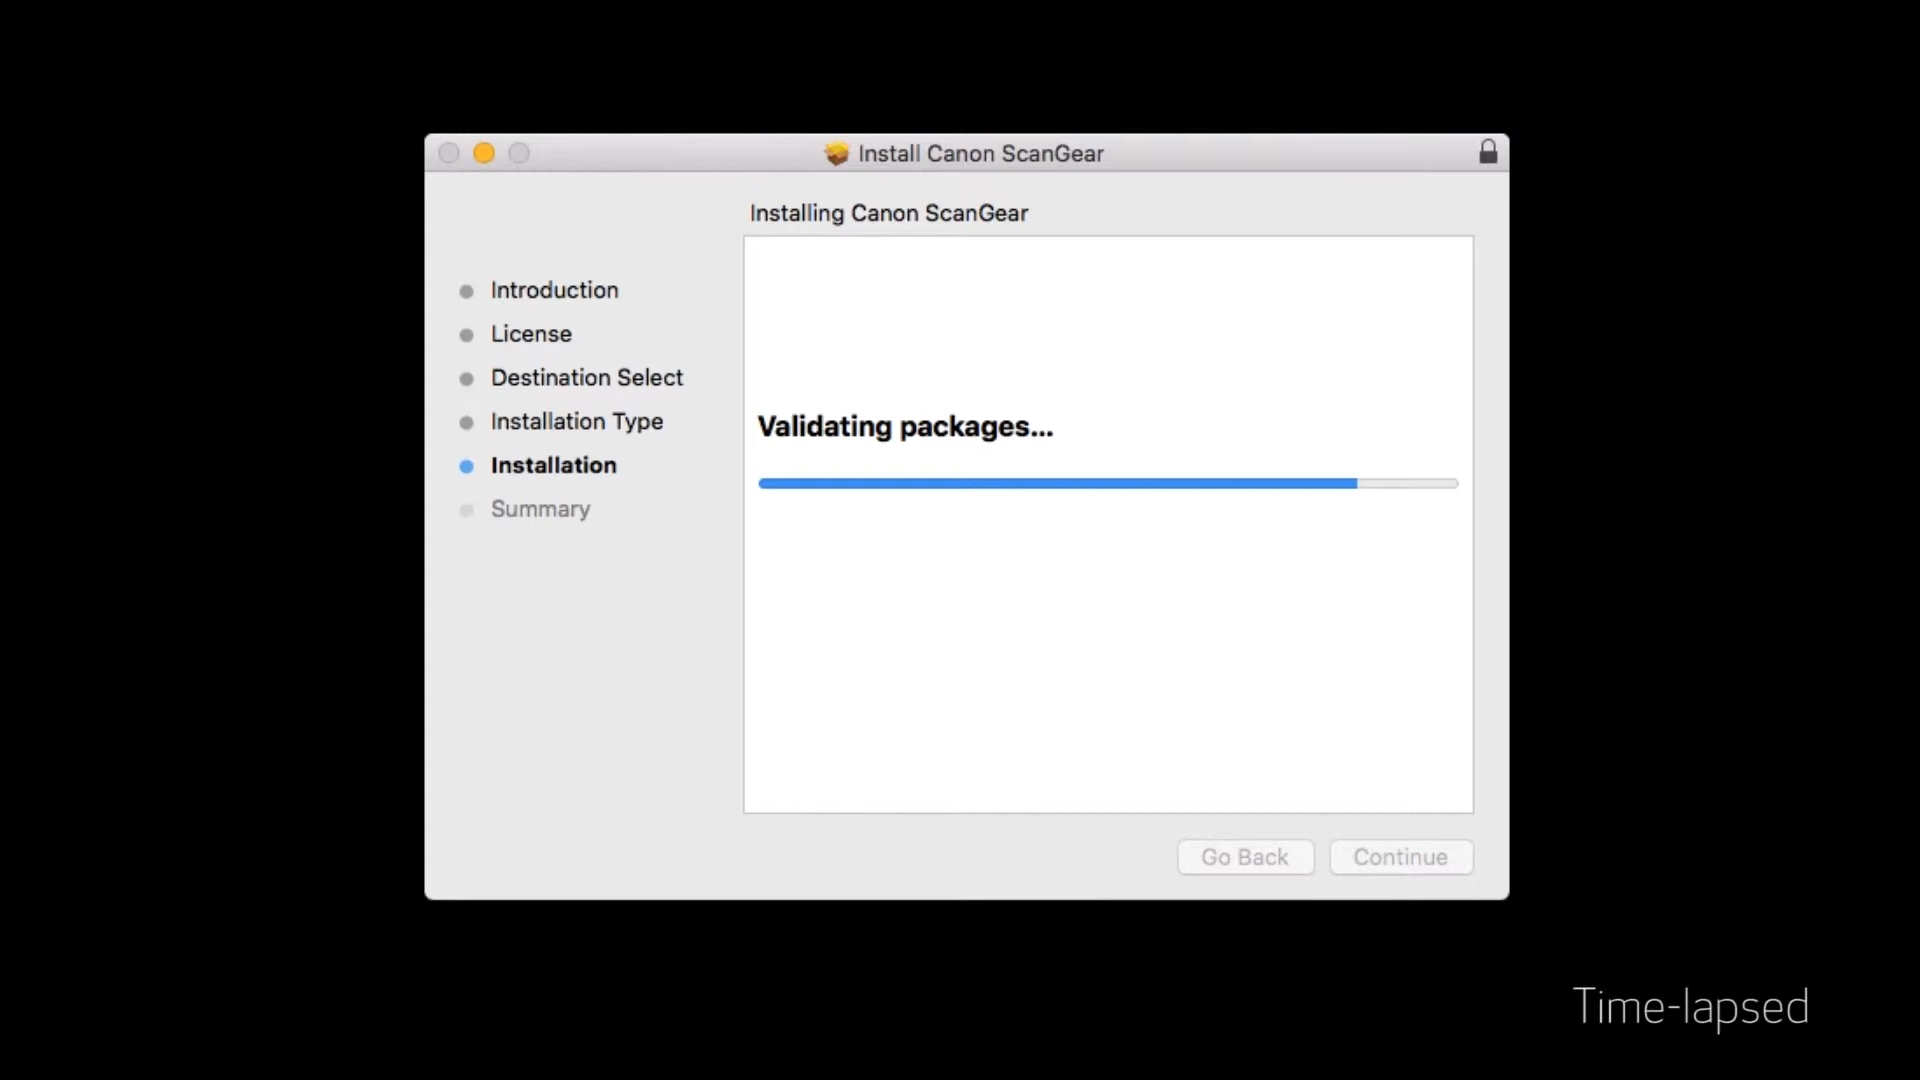 Install Canon ScanGear
Installing Canon ScanGear
Introduction
License
Destination Select
Installation Type
Installation
Summary
Validating packages...
Go Back
Continue
Time-lapsed